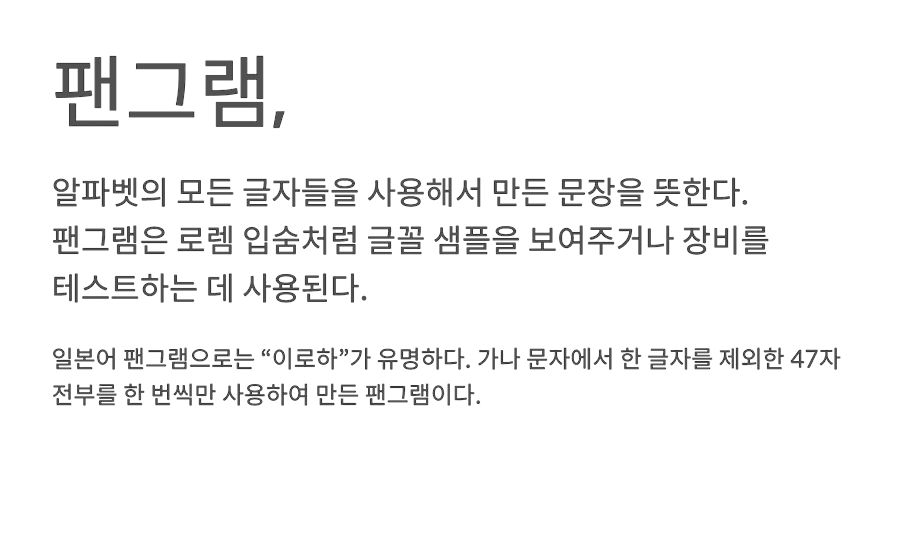 팬그램,
알파벳의 모든 글자들을 사용해서 만든 문장을 뜻한다.
팬그램은 로렘 입숨처럼 글꼴 샘플을 보여주거나 장비를
테스트하는 데 사용된다.
일본어 팬그램으로는 “이로하”가 유명하다. 가나 문자에서 한 글자를 제외한 47자
전부를 한 번씩만 사용하여 만든 팬그램이다.